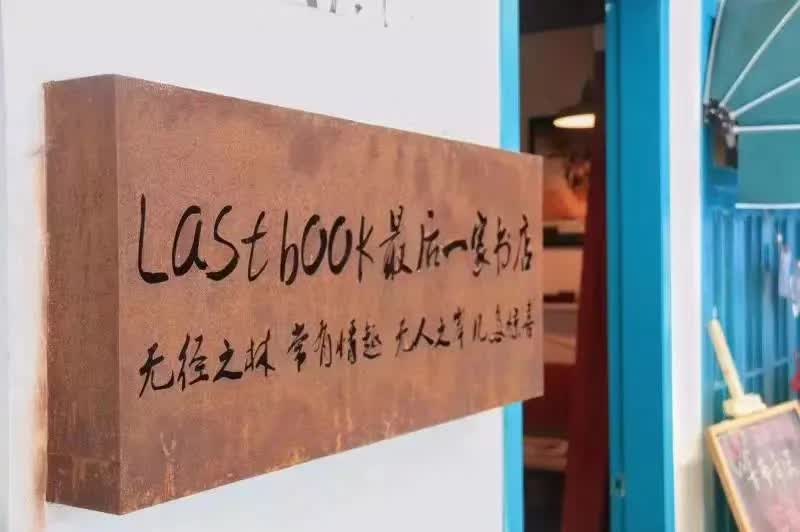 Lastbook最后一家书店
无径之林 常有情趣 无人之岸 几多惊喜